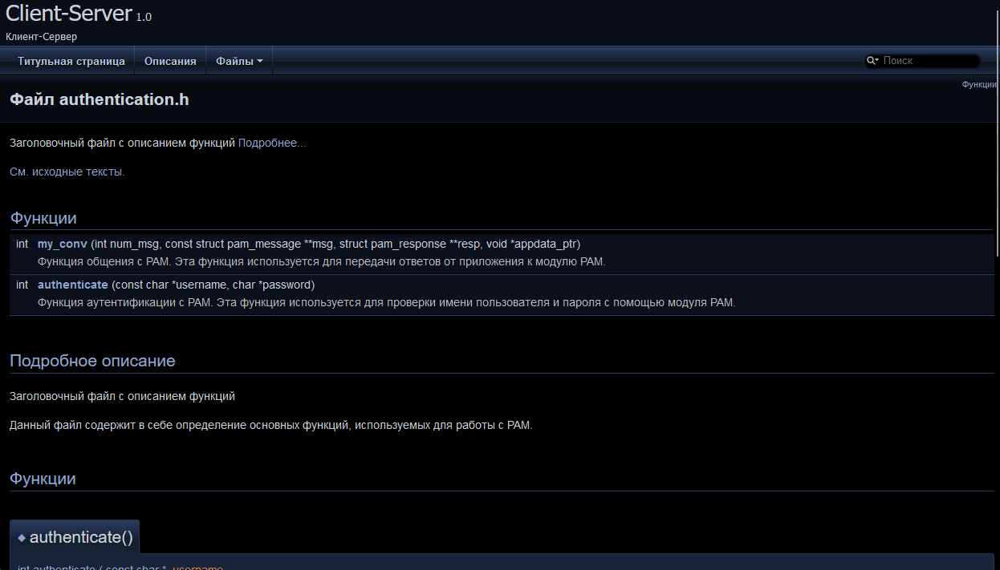 Client-Server 1.0
Клиент-Сервер
Титульная страница Описания Файлы Поиск
Функции
Файл authentication.h
Заголовочный файл с описанием функций Подробнее...
См. исходные тексты.
Функции
int my_conv (int num_msg, const struct pam_message **msg, struct pam_response **resp, void *appdata_ptr)
Функция общения с PAM. Эта функция используется для передачи ответов от приложения к модулю PAM.
int authenticate (const char *username, char *password)
Функция аутентификации с PAM. Эта функция используется для проверки имени пользователя и пароля с помощью модуля PAM.
Подробное описание
Заголовочный файл с описанием функций
Данный файл содержит в себе определение основных функций, используемых для работы с PAM.
Функции
◆ authenticate()
int authenticate ( const char * username,